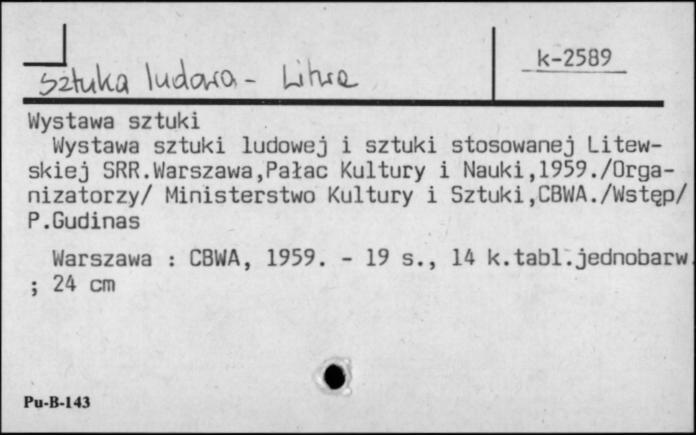 k-2589
Sztuka ludowa - Litwa
Wystawa sztuki
Wystawa sztuki ludowej i sztuki stosowanej Litew-
skiej SRR.Warszawa,Pałac Kultury i Nauki,1959./Orga-
nizatorzy/ Ministerstwo Kultury i Sztuki,CBWA./Wstęp/
P.Gudinas
Warszawa : CBWA, 1959. - 19 s., 14 k.tabl.jednobarw.
; 24 cm
Pu-B-143